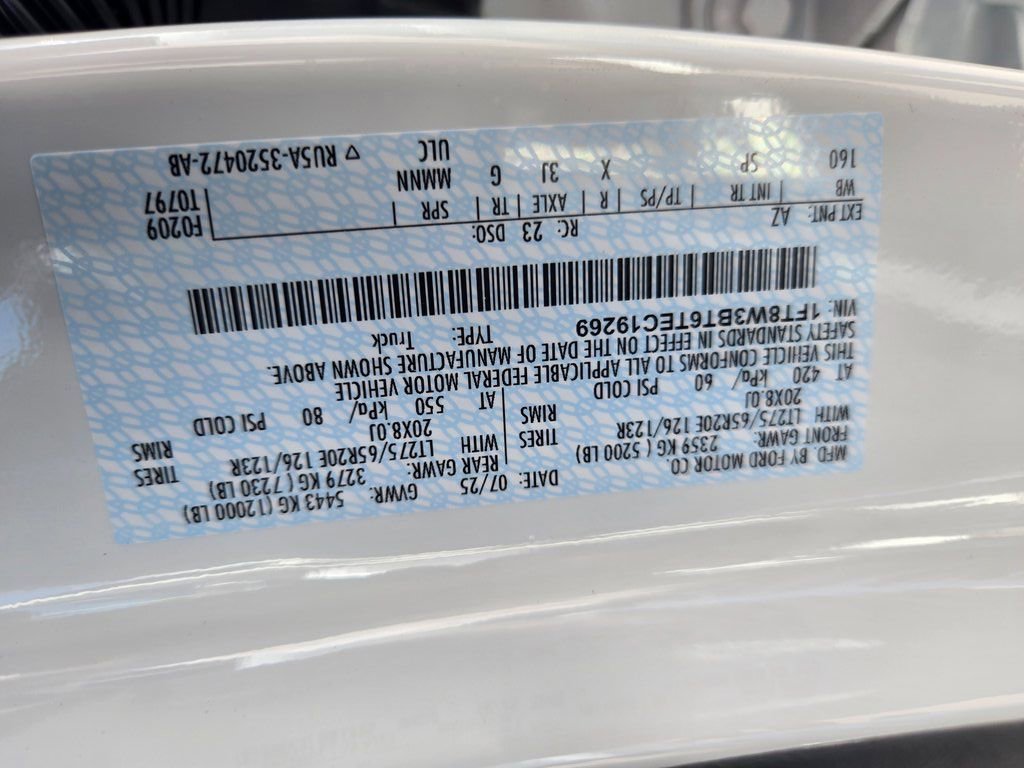 MFD. BY FORD MOTOR CO. DATE: 07/25 GVWR: 5443 KG (12000 LB)
FRONT GAWR: 2359 KG ( 5200 LB) REAR GAWR: 3279 KG ( 7230 LB)
WITH LT275/65R20E 126/123R TIRES WITH LT275/65R20E 126/123R TIRES
20X8.0J RIMS 20X8.0J RIMS
AT 420 kPa/ 60 PSI COLD AT 550 kPa/ 80 PSI COLD
THIS VEHICLE CONFORMS TO ALL APPLICABLE FEDERAL MOTOR VEHICLE
SAFETY STANDARDS IN EFFECT ON THE DATE OF MANUFACTURE SHOWN ABOVE.
VIN: 1FT8W3BT6TEC19269 TYPE: Truck
EXT PNT: AZ RC: 23 DSO: F0209
WB | INT TR | TP/PS | R | AXLE | TR | SPR | T0797
160 SP X 3J G MMNNN
ULC ▽ RU5A-3520472-AB